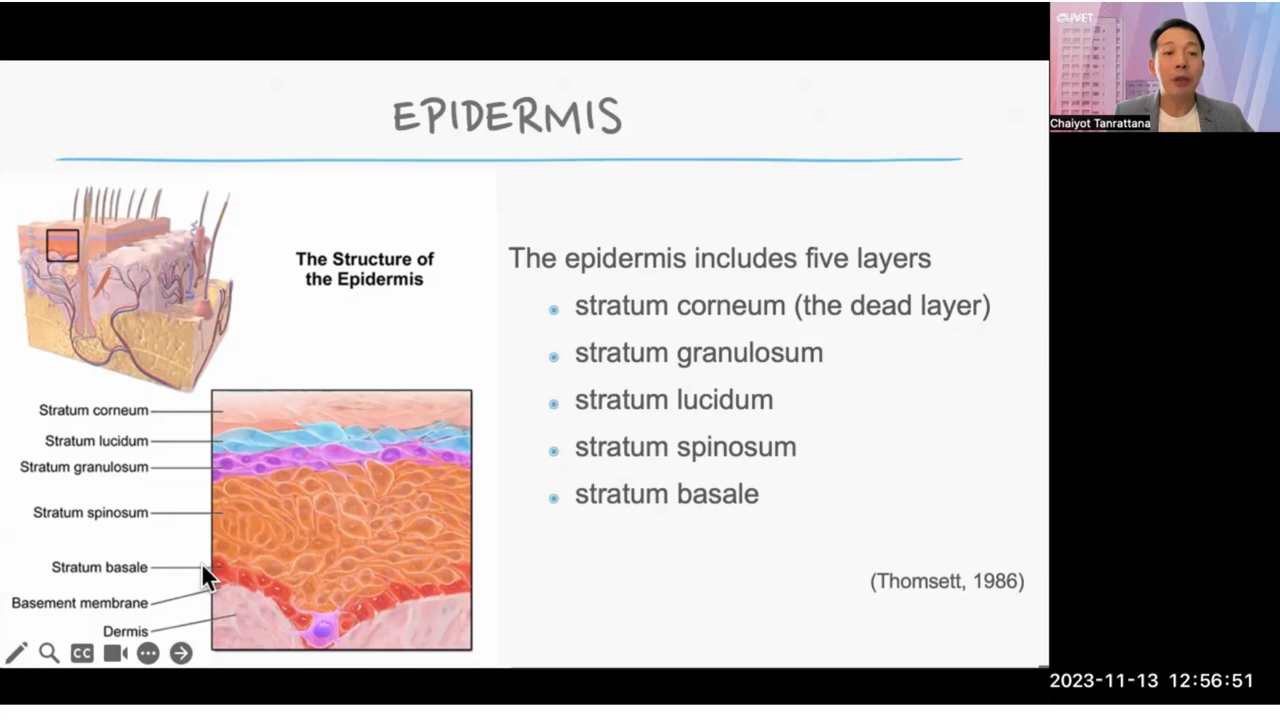 CUVET
Chaiyot Tanrattana
EPIDERMIS
The Structure of
the Epidermis
Stratum corneum
Stratum lucidum
Stratum granulosum
Stratum spinosum
Stratum basale
Basement membrane
Dermis
The epidermis includes five layers
stratum corneum (the dead layer)
stratum granulosum
stratum lucidum
stratum spinosum
stratum basale
(Thomsett, 1986)
CC
2023-11-13 12:56:51